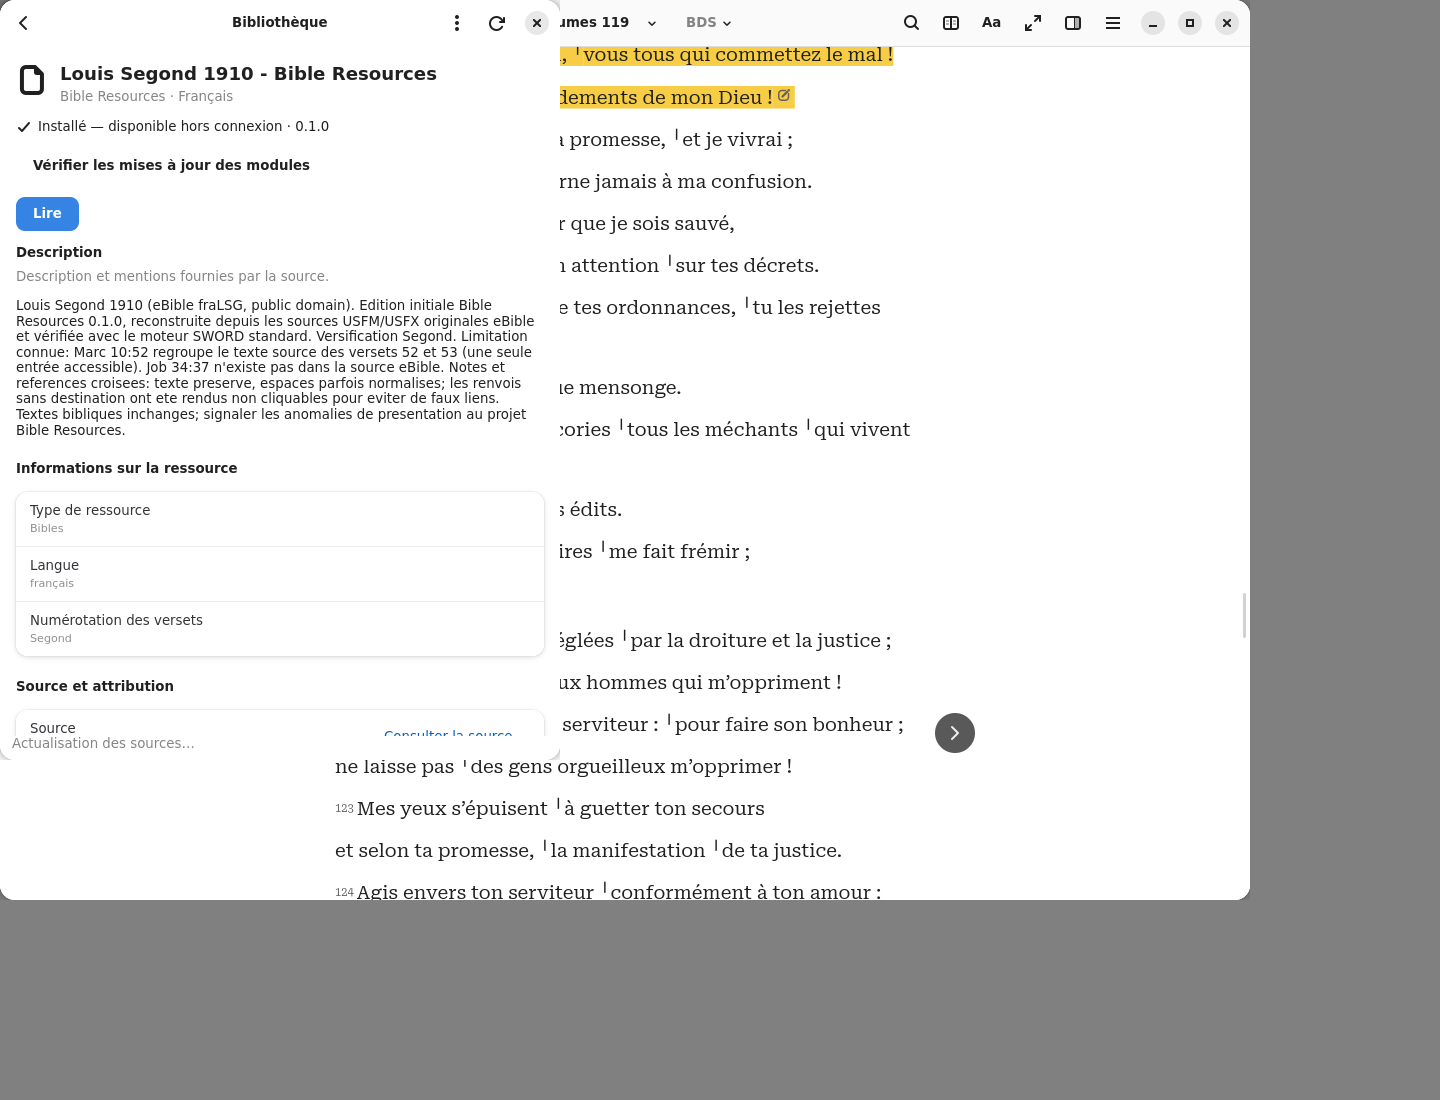 Bibliothèque
Louis Segond 1910 - Bible Resources
Bible Resources · Français
Installé — disponible hors connexion · 0.1.0
Vérifier les mises à jour des modules
Lire
Description
Description et mentions fournies par la source.
Louis Segond 1910 (eBible fraLSG, public domain). Edition initiale Bible
Resources 0.1.0, reconstruite depuis les sources USFM/USFX originales eBible
et vérifiée avec le moteur SWORD standard. Versification Segond. Limitation
connue: Marc 10:52 regroupe le texte source des versets 52 et 53 (une seule
entrée accessible). Job 34:37 n'existe pas dans la source eBible. Notes et
references croisees: texte preserve, espaces parfois normalises; les renvois
sans destination ont ete rendus non cliquables pour eviter de faux liens.
Textes bibliques inchanges; signaler les anomalies de presentation au projet
Bible Resources.
Informations sur la ressource
Type de ressource
Bibles
Langue
français
Numérotation des versets
Segond
Source et attribution
Source
Consulter la source
Actualisation des sources…
umes 119
BDS
Aa
, ╵vous tous qui commettez le mal !
dements de mon Dieu !
promesse, ╵et je vivrai ;
rne jamais à ma confusion.
que je sois sauvé,
attention ╵sur tes décrets.
e tes ordonnances, ╵tu les rejettes
mensonge.
cories ╵tous les méchants ╵qui vivent
s édits.
ires ╵me fait frémir ;
églées ╵par la droiture et la justice ;
ux hommes qui m’oppriment !
serviteur : ╵pour faire son bonheur ;
ne laisse pas ╵des gens orgueilleux m’opprimer !
123 Mes yeux s’épuisent ╵à guetter ton secours
et selon ta promesse, ╵la manifestation ╵de ta justice.
124 Agis envers ton serviteur ╵conformément à ton amour :